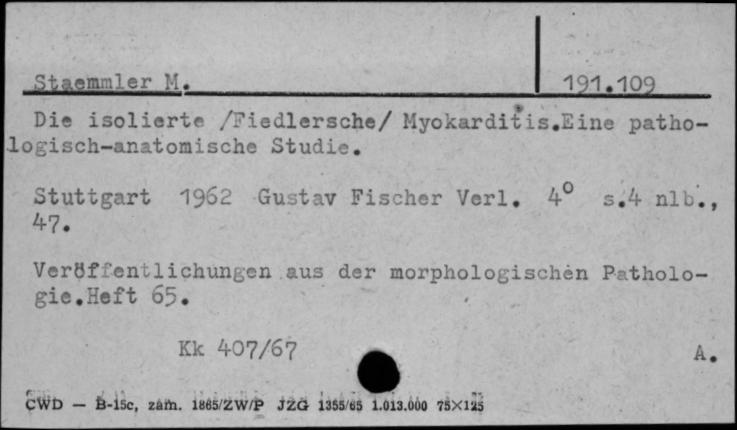 Staemmler M. 191.109
Die isolierte /Fiedlersche/ Myokarditis.Eine patho-
logisch-anatomische Studie.
Stuttgart 1962 Gustav Fischer Verl. 4° s.4 nlb.,
47.
Veröffentlichungen aus der morphologischen Patholo-
gie.Heft 65.
Kk 407/67 A.
CWD — B-15c, zam. 1865/ZW/P JZG 1355/65 1.013.000 75×125